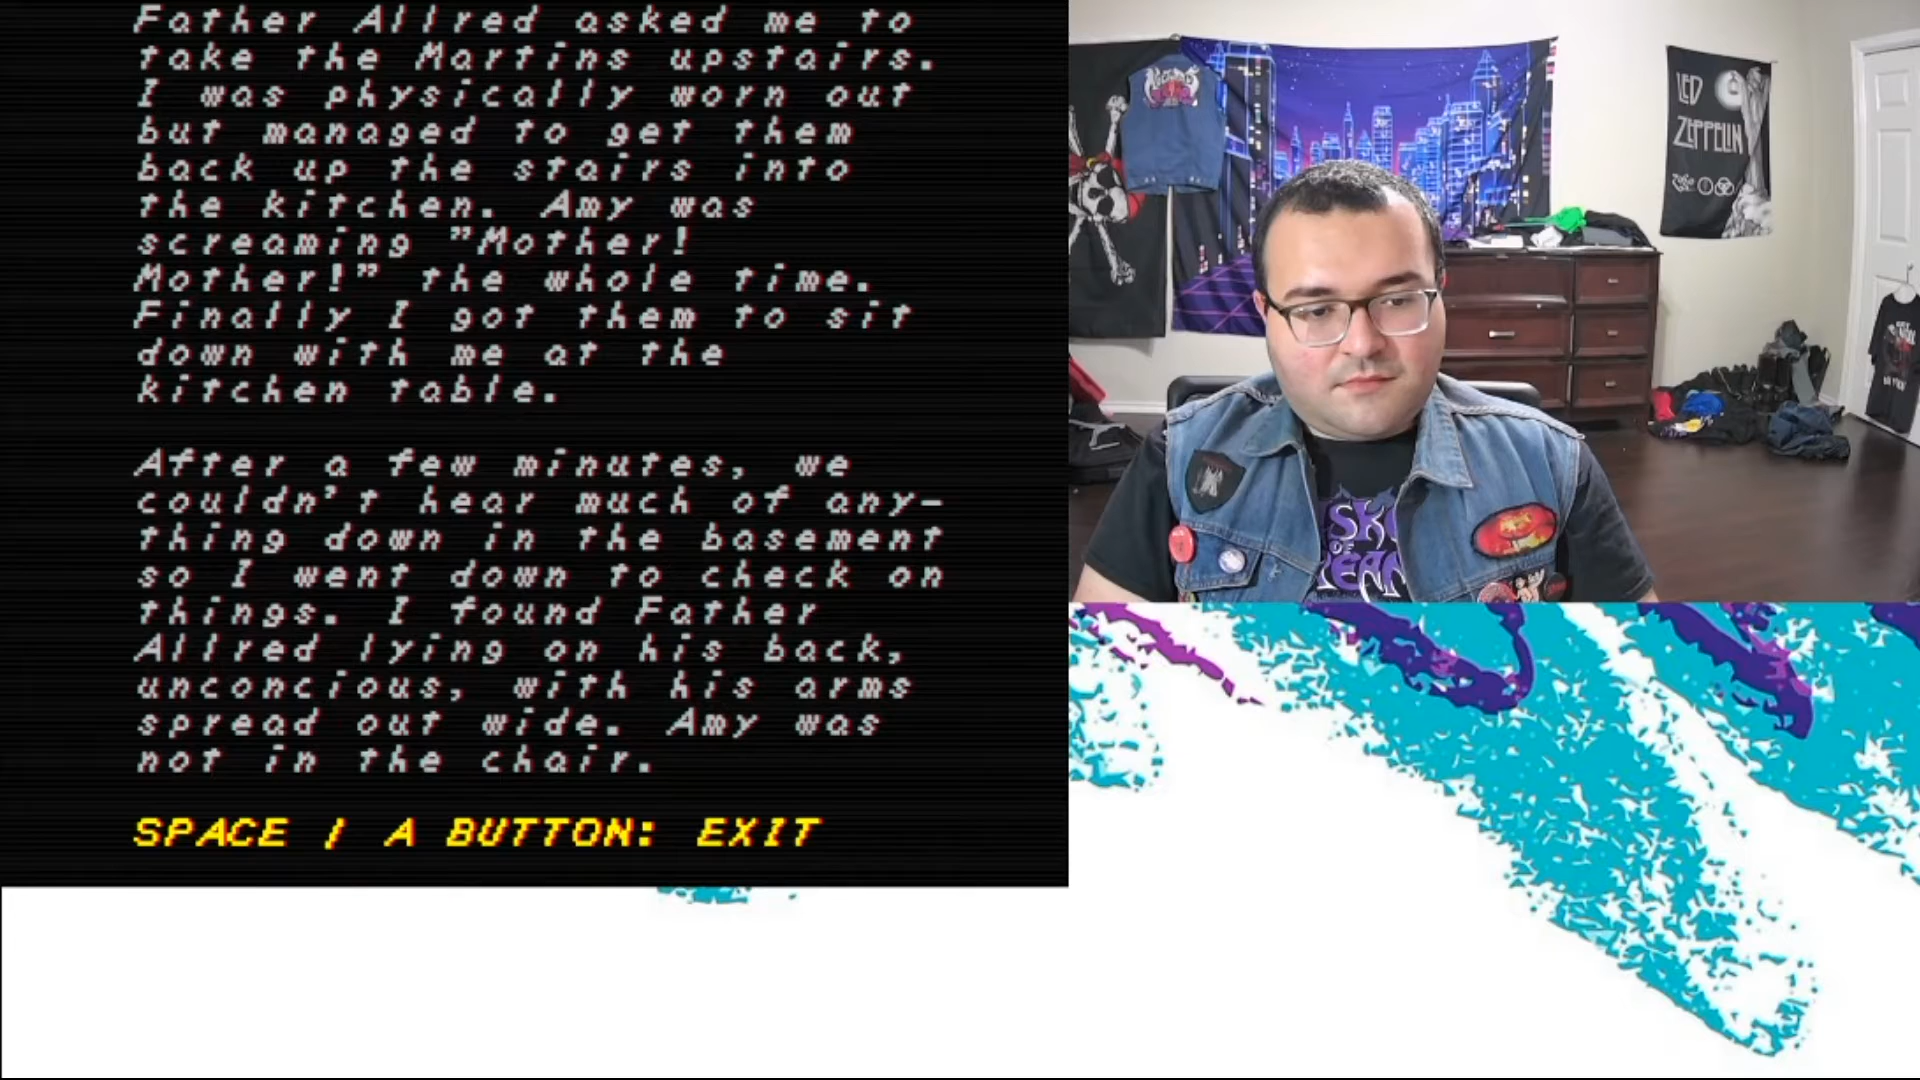 Father Allred asked me to
take the Martins upstairs.
I was physically worn out
but managed to get them
back up the stairs into
the kitchen. Amy was
screaming "Mother!
Mother!" the whole time.
Finally I got them to sit
down with me at the
kitchen table.
After a few minutes, we
couldn't hear much of any-
thing down in the basement
so I went down to check on
things. I found Father
Allred lying on his back,
unconcious, with his arms
spread out wide. Amy was
not in the chair.
SPACE / A BUTTON: EXIT
LED
ZEPPELIN
OF